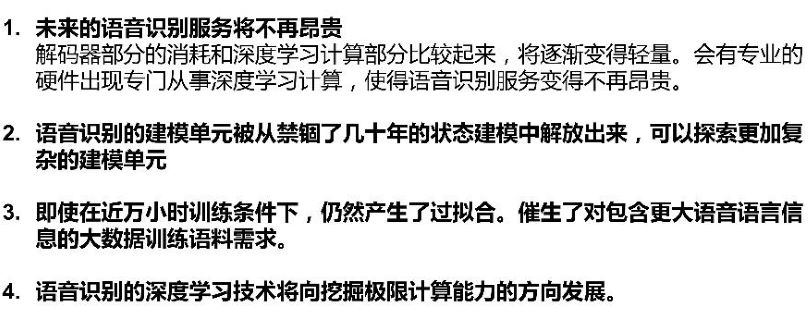 1. 未来的语音识别服务将不再昂贵
解码器部分的消耗和深度学习计算部分比较起来，将逐渐变得轻量。会有专业的
硬件出现专门从事深度学习计算，使得语音识别服务变得不再昂贵。
2. 语音识别的建模单元被从禁锢了几十年的状态建模中解放出来，可以探索更加复
杂的建模单元
3. 即使在近万小时训练条件下，仍然产生了过拟合。催生了对包含更大语音语言信
息的大数据训练语料需求。
4. 语音识别的深度学习技术将向挖掘极限计算能力的方向发展。